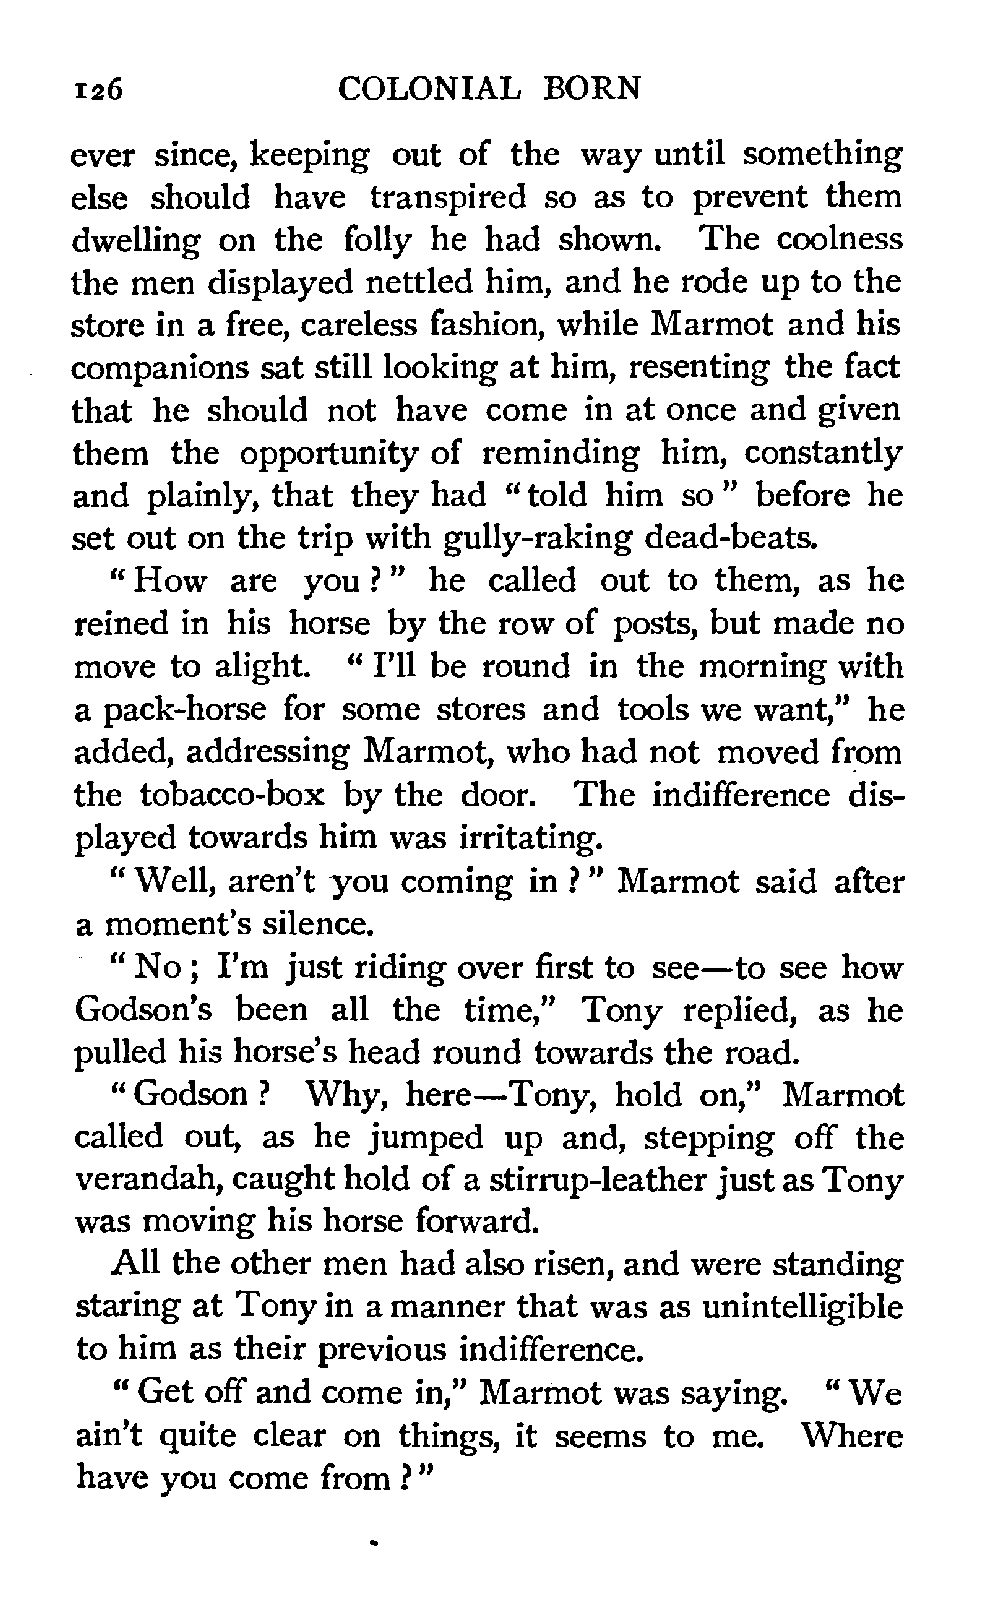 126 COLONIAL BORN
ever since, keeping out of the way until something
else should have transpired so as to prevent them
dwelling on the folly he had shown. The coolness
the men displayed nettled him, and he rode up to the
store in a free, careless fashion, while Marmot and his
companions sat still looking at him, resenting the fact
that he should not have come in at once and given
them the opportunity of reminding him, constantly
and plainly, that they had "told him so" before he
set out on the trip with gully-raking dead-beats.
"How are you?" he called out to them, as he
reined in his horse by the row of posts, but made no
move to alight. "I'll be round in the morning with
a pack-horse for some stores and tools we want," he
added, addressing Marmot, who had not moved from
the tobacco-box by the door. The indifference dis-
played towards him was irritating.
"Well, aren't you coming in?" Marmot said after
a moment's silence.
"No; I'm just riding over first to see—to see how
Godson's been all the time," Tony replied, as he
pulled his horse's head round towards the road.
"Godson? Why, here—Tony, hold on," Marmot
called out, as he jumped up and, stepping off the
verandah, caught hold of a stirrup-leather just as Tony
was moving his horse forward.
All the other men had also risen, and were standing
staring at Tony in a manner that was as unintelligible
to him as their previous indifference.
"Get off and come in," Marmot was saying. "We
ain't quite clear on things, it seems to me. Where
have you come from?"